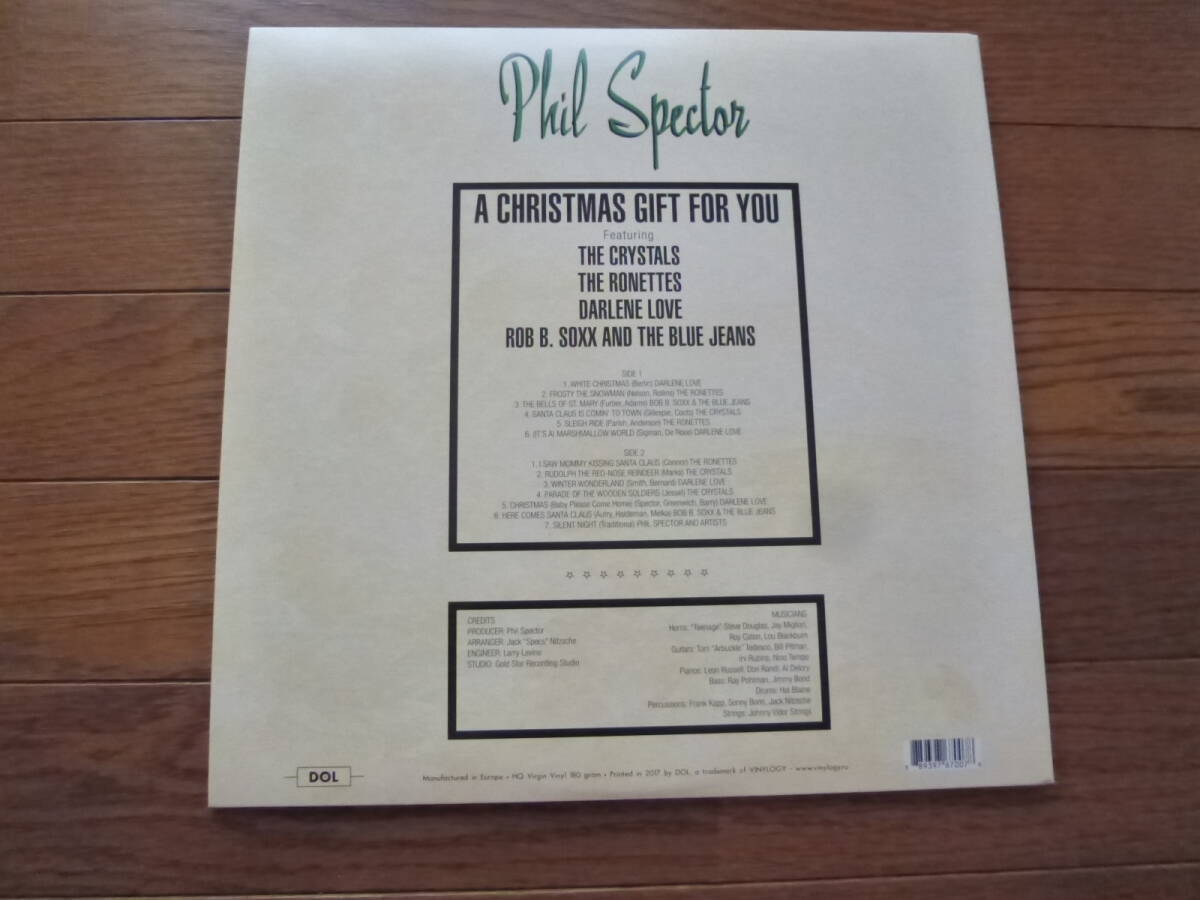 Phil Spector
A CHRISTMAS GIFT FOR YOU
Featuring
THE CRYSTALS
THE RONETTES
DARLENE LOVE
ROB B. SOXX AND THE BLUE JEANS
SIDE 1
1. WHITE CHRISTMAS (Berlin) DARLENE LOVE
2. FROSTY THE SNOWMAN (Nelson, Rollins) THE RONETTES
3. THE BELLS OF ST. MARY (Furber, Adams) BOB B. SOXX & THE BLUE JEANS
4. SANTA CLAUS IS COMIN' TO TOWN (Gillespie, Coots) THE CRYSTALS
5. SLEIGH RIDE (Parish, Anderson) THE RONETTES
6. (IT'S A) MARSHMALLOW WORLD (Sigman, De Rose) DARLENE LOVE
SIDE 2
1. I SAW MOMMY KISSING SANTA CLAUS (Connor) THE RONETTES
2. RUDOLPH THE RED-NOSE REINDEER (Marks) THE CRYSTALS
3. WINTER WONDERLAND (Smith, Bernard) DARLENE LOVE
4. PARADE OF THE WOODEN SOLDIERS (Jessel) THE CRYSTALS
5. CHRISTMAS (Baby Please Come Home) (Spector, Greenwich, Barry) DARLENE LOVE
6. HERE COMES SANTA CLAUS (Autry, Haldeman, Melka) BOB B. SOXX & THE BLUE JEANS
7. SILENT NIGHT (Traditional) PHIL SPECTOR AND ARTISTS
CREDITS
PRODUCER: Phil Spector
ARRANGER: Jack "Specs" Nitzsche
ENGINEER: Larry Levine
STUDIO: Gold Star Recording Studio
MUSICIANS
Horns: "Teenage" Steve Douglas, Jay Migliori,
Roy Caton, Lou Blackburn
Guitars: Tom "Arbuckle" Tedesco, Bill Pitman,
Irv Rubins, Nino Tempo
Pianos: Leon Russell, Don Randi, Al Delory
Bass: Ray Pohlman, Jimmy Bond
Drums: Hal Blaine
Percussions: Frank Kapp, Sonny Bono, Jack Nitzsche
Strings: Johnny Vidor Strings
DOL
Manufactured in Europe • HQ Virgin Vinyl 180 gram • Printed in 2017 by DOL, a trademark of VINYLOGY - www.vinylogy.ru